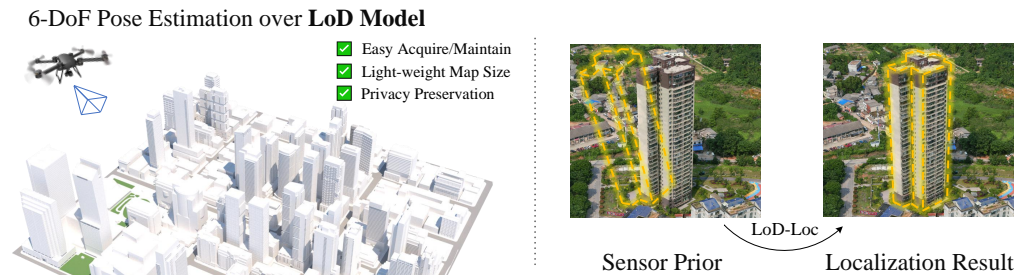 6-DoF Pose Estimation over LoD Model
Easy Acquire/Maintain
Light-weight Map Size
Privacy Preservation
LoD-Loc
Sensor Prior
Localization Result